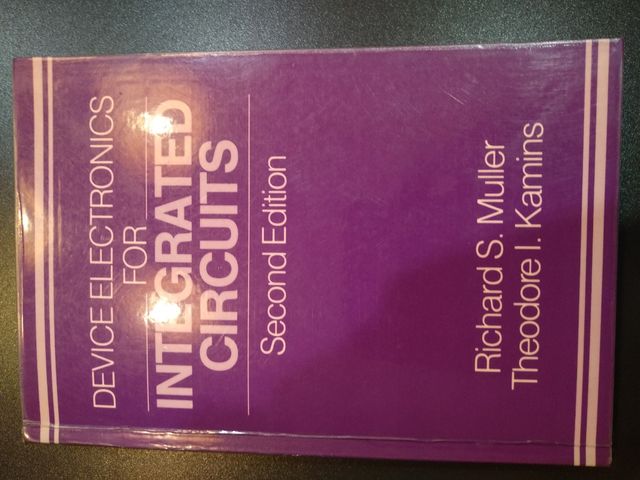 DEVICE ELECTRONICS
FOR
INTEGRATED
CIRCUITS
Second Edition
Richard S. Muller
Theodore I. Kamins